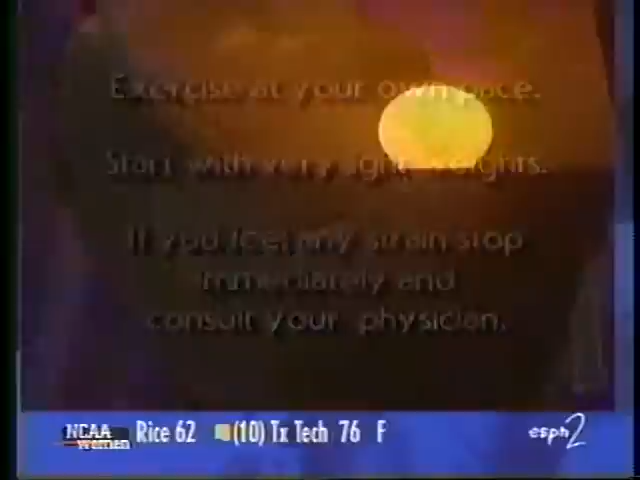 Exercise at your own pace.
Start with very light weights.
If you feel any strain stop
immediately and
consult your physician.
NCAA women Rice 62 (10) Tx Tech 76 F
espn2